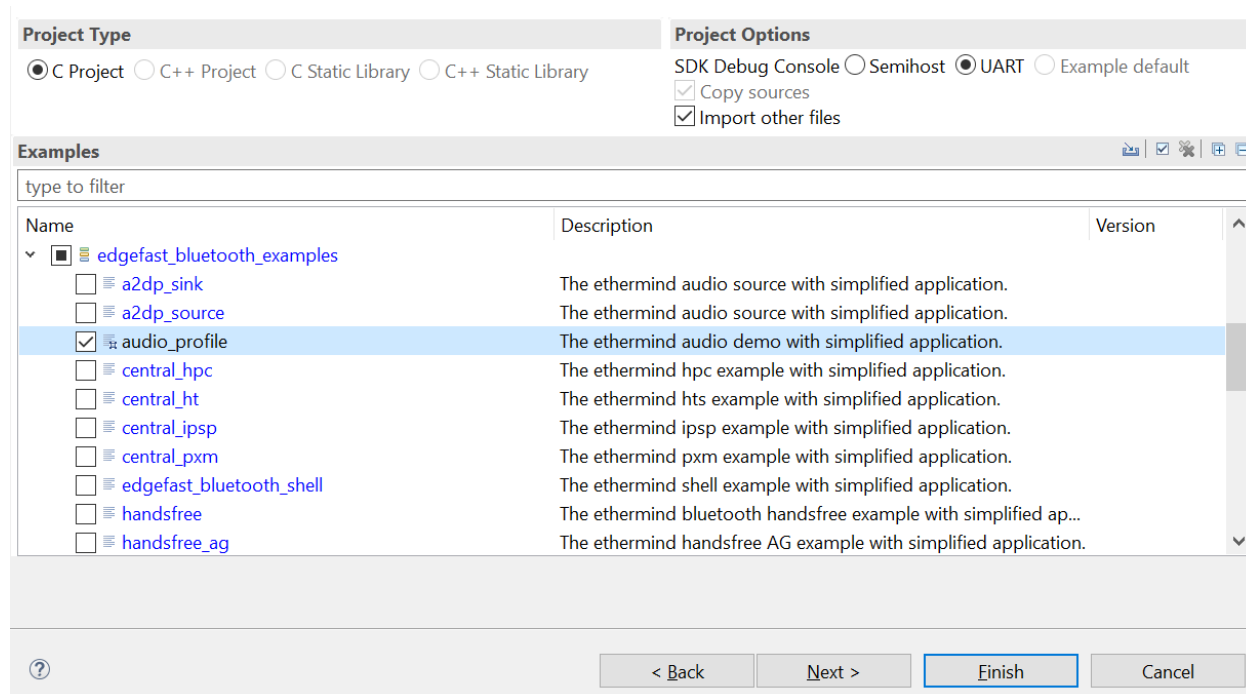 Project Type
Project Options
C Project C++ Project C Static Library C++ Static Library
SDK Debug Console Semihost UART Example default
Copy sources
Import other files
Examples
type to filter
Name Description Version
edgefast_bluetooth_examples
a2dp_sink The ethermind audio source with simplified application.
a2dp_source The ethermind audio source with simplified application.
audio_profile The ethermind audio demo with simplified application.
central_hpc The ethermind hpc example with simplified application.
central_ht The ethermind hts example with simplified application.
central_ipsp The ethermind ipsp example with simplified application.
central_pxm The ethermind pxm example with simplified application.
edgefast_bluetooth_shell The ethermind shell example with simplified application.
handsfree The ethermind bluetooth handsfree example with simplified ap...
handsfree_ag The ethermind handsfree AG example with simplified application.
? < Back Next > Finish Cancel